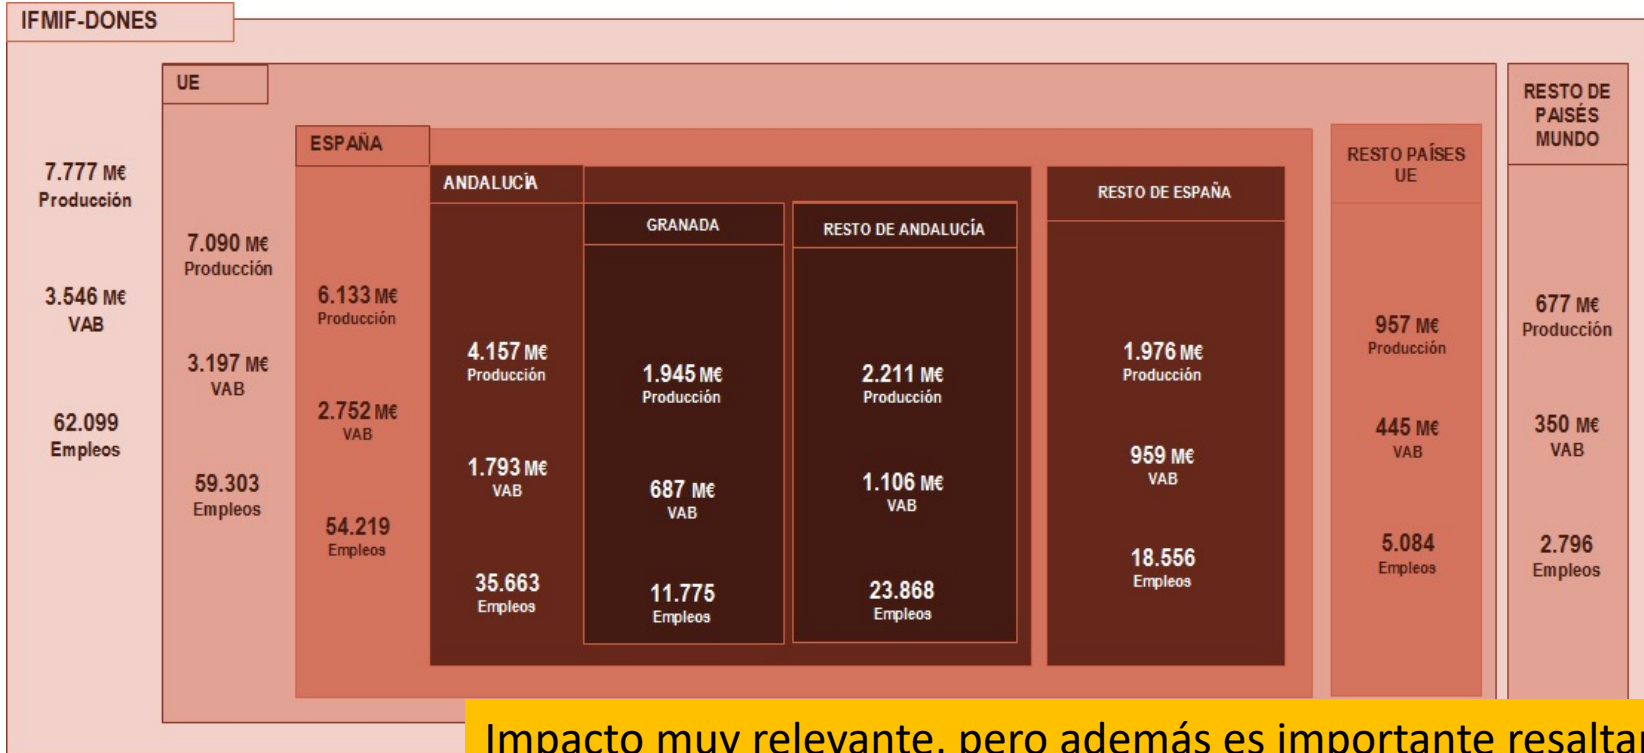 IFMIF-DONES
7.777 M€
Producción
3.546 M€
VAB
62.099
Empleos
UE
7.090 M€
Producción
3.197 M€
VAB
59.303
Empleos
ESPAÑA
6.133 M€
Producción
2.752 M€
VAB
54.219
Empleos
ANDALUCÍA
4.157 M€
Producción
1.793 M€
VAB
35.663
Empleos
GRANADA
1.945 M€
Producción
687 M€
VAB
11.775
Empleos
RESTO DE ANDALUCÍA
2.211 M€
Producción
1.106 M€
VAB
23.868
Empleos
RESTO DE ESPAÑA
1.976 M€
Producción
959 M€
VAB
18.556
Empleos
RESTO PAÍSES
UE
957 M€
Producción
445 M€
VAB
5.084
Empleos
RESTO DE
PAISÉS
MUNDO
677 M€
Producción
350 M€
VAB
2.796
Empleos
Impacto muy relevante, pero además es importante resalta